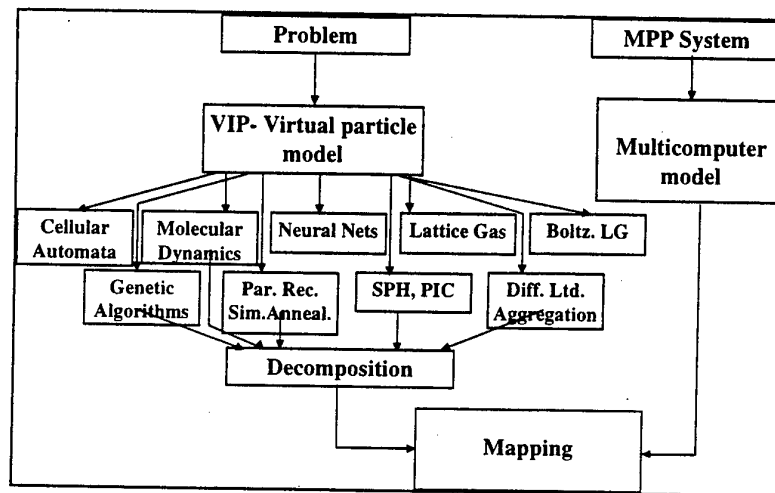 Problem
MPP System
VIP- Virtual particle
model
Multicomputer
model
Cellular
Automata
Molecular
Dynamics
Neural Nets
Lattice Gas
Boltz. LG
Genetic
Algorithms
Par. Rec.
Sim.Anneal.
SPH, PIC
Diff. Ltd.
Aggregation
Decomposition
Mapping